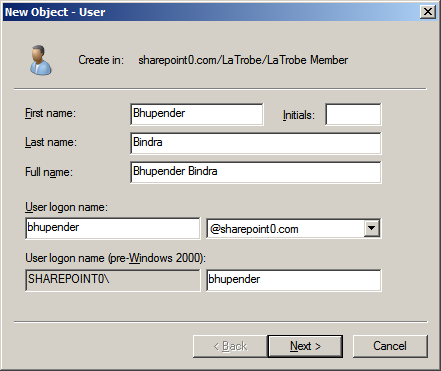 New Object - User
Create in: sharepoint0.com/LaTrobe/LaTrobe Member
First name: Bhupender Initials:
Last name: Bindra
Full name: Bhupender Bindra
User logon name:
bhupender @sharepoint0.com
User logon name (pre-Windows 2000):
SHAREPOINT0\ bhupender
< Back Next > Cancel